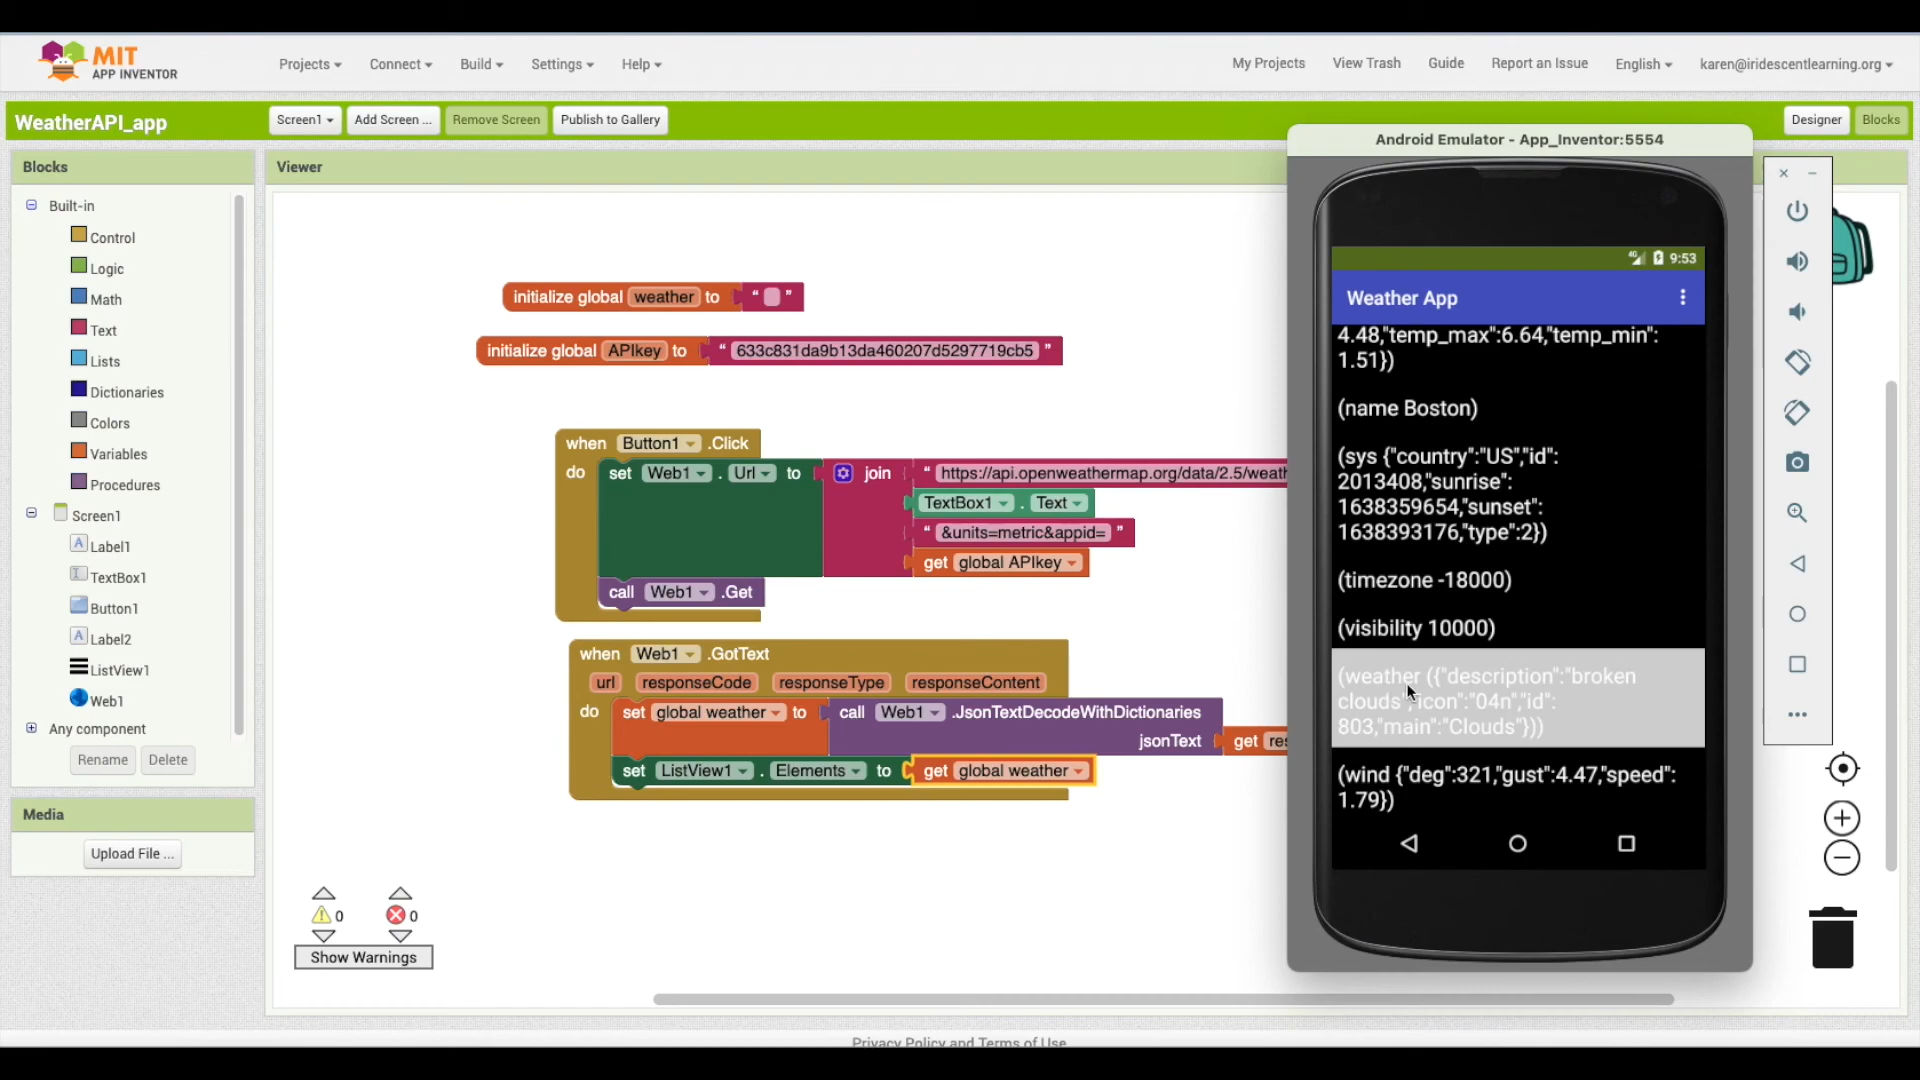 MIT
APP INVENTOR
Projects
Connect
Build
Settings
Help
My Projects
View Trash
Guide
Report an Issue
English
karen@iridescentlearning.org
WeatherAPI_app
Screen1
Add Screen ...
Remove Screen
Publish to Gallery
Designer
Blocks
Blocks
Built-in
Control
Logic
Math
Text
Lists
Dictionaries
Colors
Variables
Procedures
Screen1
Label1
TextBox1
Button1
Label2
ListView1
Web1
Any component
Rename
Delete
Media
Upload File ...
Viewer
initialize global weather to " "
initialize global APIkey to " 633c831da9b13da460207d5297719cb5 "
when Button1 .Click
do set Web1 . Url to join " https://api.openweathermap.org/data/2.5/weath
TextBox1 . Text
" &units=metric&appid= "
get global APIkey
call Web1 .Get
when Web1 .GotText
url responseCode responseType responseContent
do set global weather to call Web1 .JsonTextDecodeWithDictionaries
jsonText get res
set ListView1 . Elements to get global weather
0 0
Show Warnings
Android Emulator - App_Inventor:5554
4G 9:53
Weather App
4.48,"temp_max":6.64,"temp_min":
1.51})
(name Boston)
(sys {"country":"US","id":
2013408,"sunrise":
1638359654,"sunset":
1638393176,"type":2})
(timezone -18000)
(visibility 10000)
(weather ({"description":"broken
clouds","icon":"04n","id":
803,"main":"Clouds"}))
(wind {"deg":321,"gust":4.47,"speed":
1.79})
Privacy Policy and Terms of Use